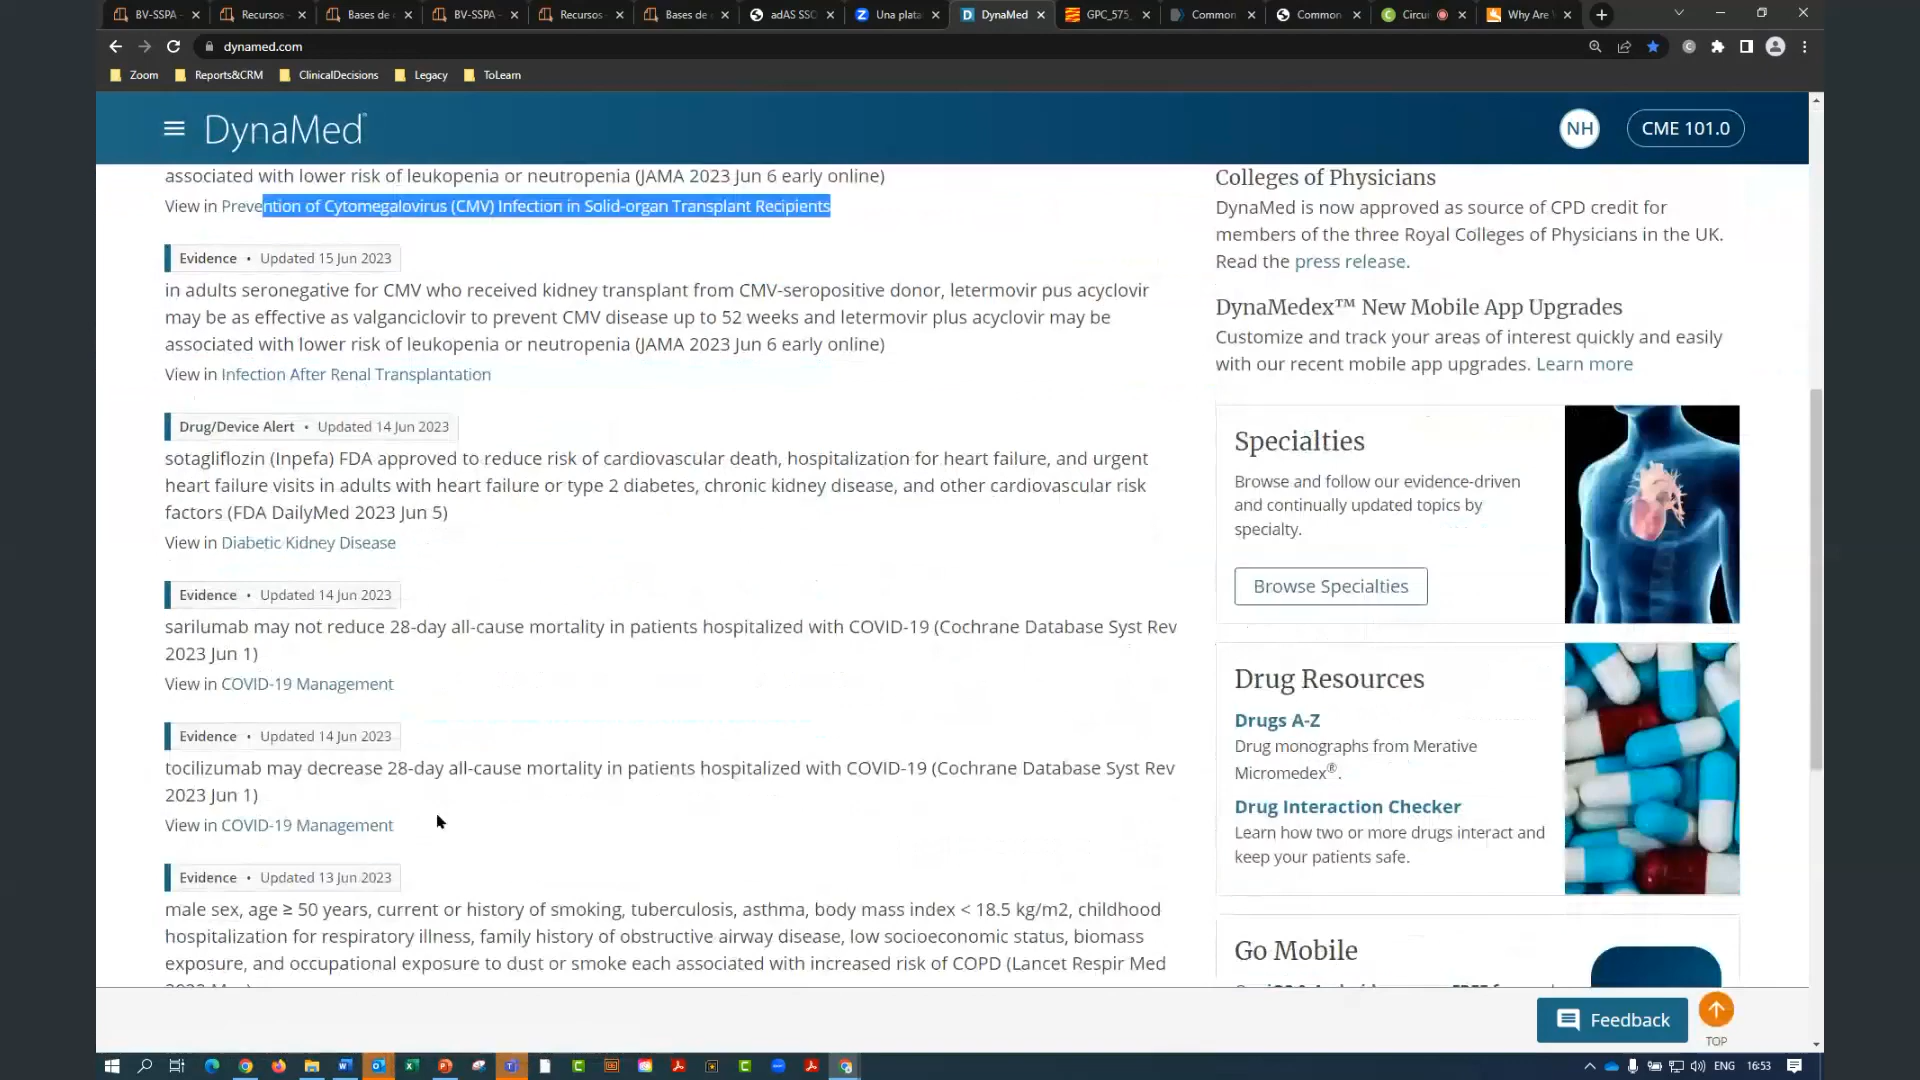 BV-SSPA
Recursos
Bases de
BV-SSPA
Recursos
Bases de
adAS SSO
Una plata
DynaMed
GPC_575_
Common
Common
Circu
Why Are
dynamed.com
Zoom
Reports&CRM
ClinicalDecisions
Legacy
ToLearn
DynaMed
NH
CME 101.0
associated with lower risk of leukopenia or neutropenia (JAMA 2023 Jun 6 early online)
View in Prevention of Cytomegalovirus (CMV) Infection in Solid-organ Transplant Recipients
Evidence • Updated 15 Jun 2023
in adults seronegative for CMV who received kidney transplant from CMV-seropositive donor, letermovir pus acyclovir
may be as effective as valganciclovir to prevent CMV disease up to 52 weeks and letermovir plus acyclovir may be
associated with lower risk of leukopenia or neutropenia (JAMA 2023 Jun 6 early online)
View in Infection After Renal Transplantation
Drug/Device Alert • Updated 14 Jun 2023
sotagliflozin (Inpefa) FDA approved to reduce risk of cardiovascular death, hospitalization for heart failure, and urgent
heart failure visits in adults with heart failure or type 2 diabetes, chronic kidney disease, and other cardiovascular risk
factors (FDA DailyMed 2023 Jun 5)
View in Diabetic Kidney Disease
Evidence • Updated 14 Jun 2023
sarilumab may not reduce 28-day all-cause mortality in patients hospitalized with COVID-19 (Cochrane Database Syst Rev
2023 Jun 1)
View in COVID-19 Management
Evidence • Updated 14 Jun 2023
tocilizumab may decrease 28-day all-cause mortality in patients hospitalized with COVID-19 (Cochrane Database Syst Rev
2023 Jun 1)
View in COVID-19 Management
Evidence • Updated 13 Jun 2023
male sex, age ≥ 50 years, current or history of smoking, tuberculosis, asthma, body mass index < 18.5 kg/m2, childhood
hospitalization for respiratory illness, family history of obstructive airway disease, low socioeconomic status, biomass
exposure, and occupational exposure to dust or smoke each associated with increased risk of COPD (Lancet Respir Med
Colleges of Physicians
DynaMed is now approved as source of CPD credit for
members of the three Royal Colleges of Physicians in the UK.
Read the press release.
DynaMedex™ New Mobile App Upgrades
Customize and track your areas of interest quickly and easily
with our recent mobile app upgrades. Learn more
Specialties
Browse and follow our evidence-driven
and continually updated topics by
specialty.
Browse Specialties
Drug Resources
Drugs A-Z
Drug monographs from Merative
Micromedex®.
Drug Interaction Checker
Learn how two or more drugs interact and
keep your patients safe.
Go Mobile
Feedback
TOP
ENG
16:53